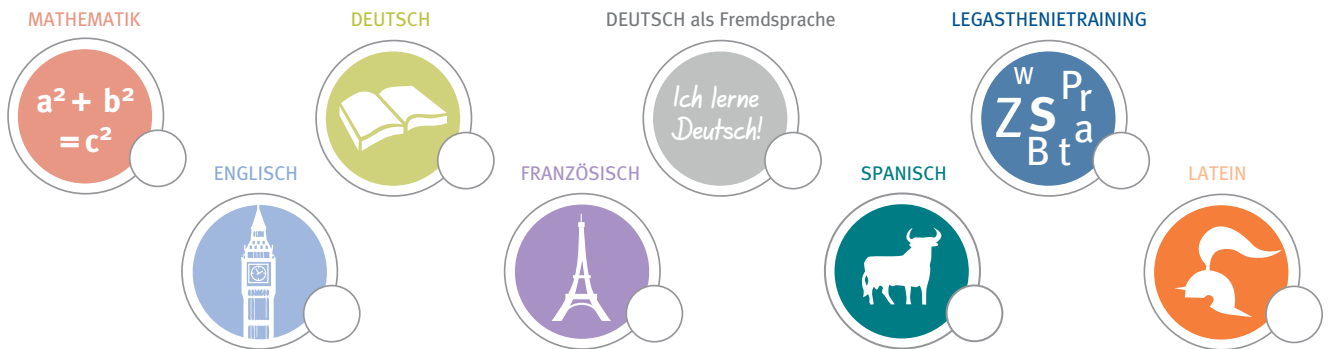 MATHEMATIK
DEUTSCH
DEUTSCH als Fremdsprache
LEGASTHENIETRAINING
a² + b²
= c²
Ich lerne
Deutsch!
W
P
r
Z S
a
B t
ENGLISCH
FRANZÖSISCH
SPANISCH
LATEIN